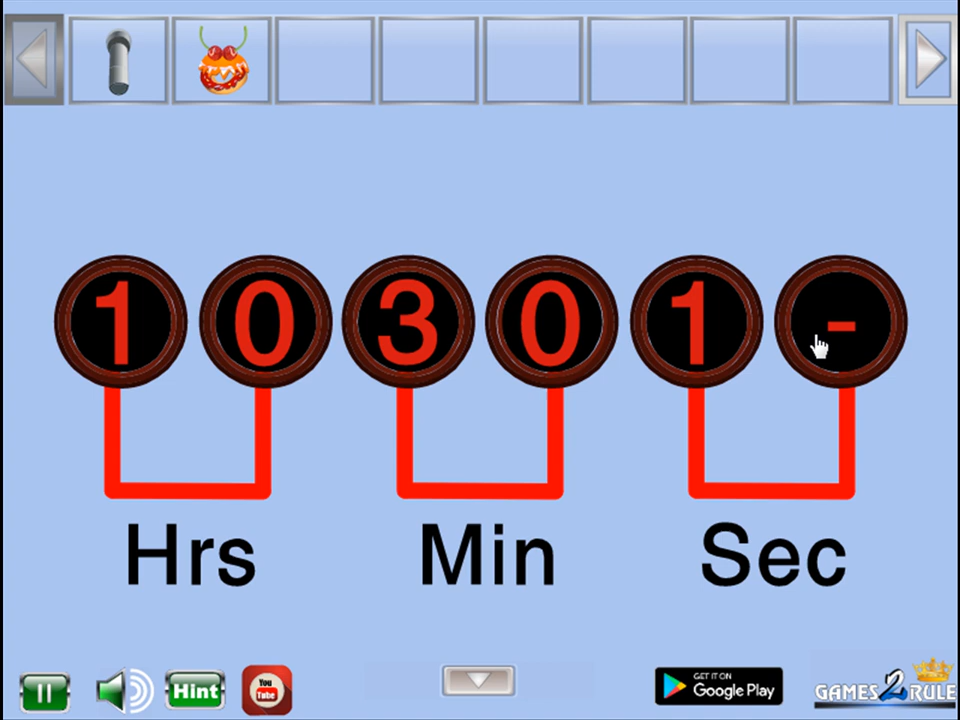 1 0 3 0 1 -
Hrs Min Sec
Hint
You
Tube
GET IT ON
Google Play
GAMES2RULE